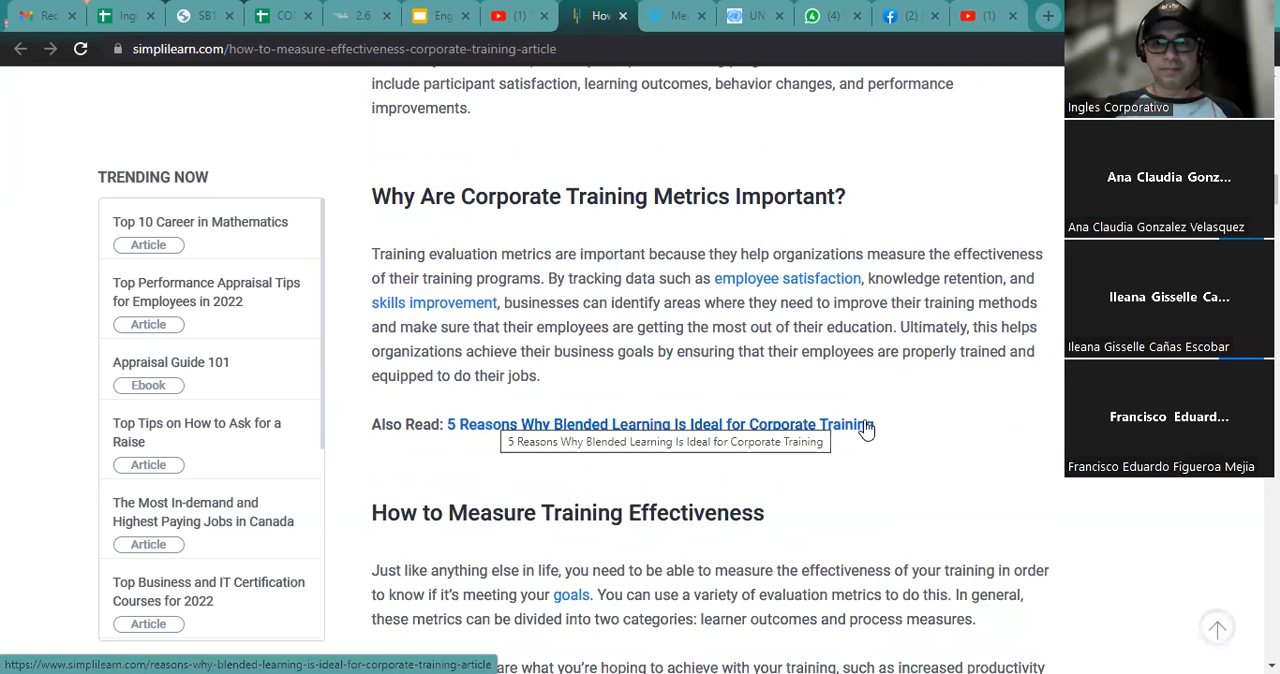 Rec
Ingl
SB1
CO
2.6
Eng
(1)
Hov
Me
UN
(4)
(2)
(1)
simplilearn.com/how-to-measure-effectiveness-corporate-training-article
include participant satisfaction, learning outcomes, behavior changes, and performance
improvements.
TRENDING NOW
Top 10 Career in Mathematics
Article
Top Performance Appraisal Tips
for Employees in 2022
Article
Appraisal Guide 101
Ebook
Top Tips on How to Ask for a
Raise
Article
The Most In-demand and
Highest Paying Jobs in Canada
Article
Top Business and IT Certification
Courses for 2022
Article
Why Are Corporate Training Metrics Important?
Training evaluation metrics are important because they help organizations measure the effectiveness
of their training programs. By tracking data such as employee satisfaction, knowledge retention, and
skills improvement, businesses can identify areas where they need to improve their training methods
and make sure that their employees are getting the most out of their education. Ultimately, this helps
organizations achieve their business goals by ensuring that their employees are properly trained and
equipped to do their jobs.
Also Read: 5 Reasons Why Blended Learning Is Ideal for Corporate Training
5 Reasons Why Blended Learning Is Ideal for Corporate Training
How to Measure Training Effectiveness
Just like anything else in life, you need to be able to measure the effectiveness of your training in order
to know if it's meeting your goals. You can use a variety of evaluation metrics to do this. In general,
these metrics can be divided into two categories: learner outcomes and process measures.
are what you're hoping to achieve with your training, such as increased productivity
https://www.simplilearn.com/reasons-why-blended-learning-is-ideal-for-corporate-training-article
Ingles Corporativo
Ana Claudia Gonz...
Ana Claudia Gonzalez Velasquez
Ileana Gisselle Ca...
Ileana Gisselle Cañas Escobar
Francisco Eduard...
Francisco Eduardo Figueroa Mejia